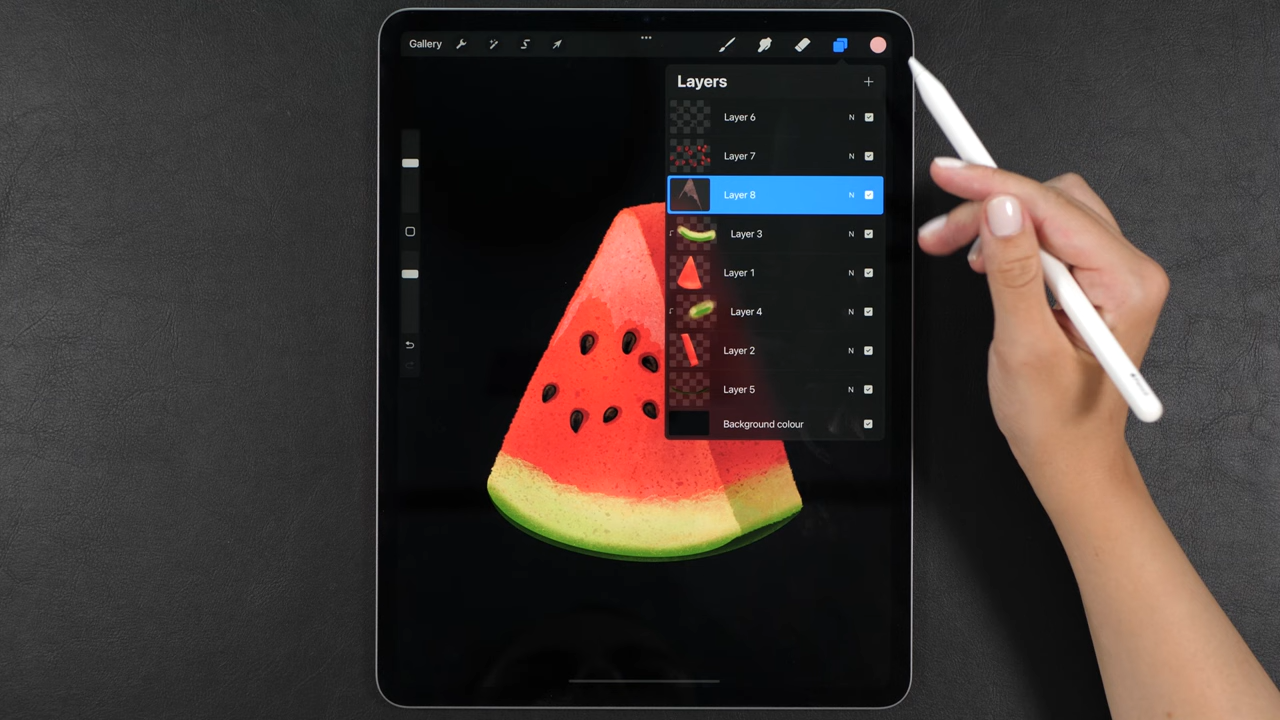 Gallery
Layers
Layer 6 N
Layer 7 N
Layer 8 N
Layer 3 N
Layer 1 N
Layer 4 N
Layer 2 N
Layer 5 N
Background colour